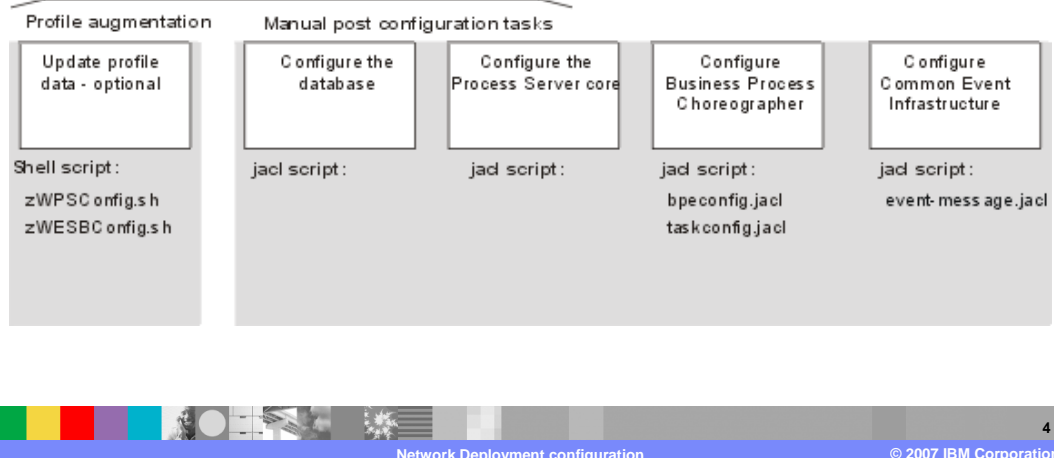 Profile augmentation
Manual post configuration tasks
Update profile
data - optional
Configure the
database
Configure the
Process Server core
Configure
Business Process
Choreographer
Configure
Common Event
Infrastructure
Shell script:
zWPSConfig.sh
zWESBConfig.sh
jacl script:
jacl script:
jacl script:
bpeconfig.jacl
taskconfig.jacl
jacl script:
event-message.jacl
4
Network Deployment configuration
© 2007 IBM Corporation